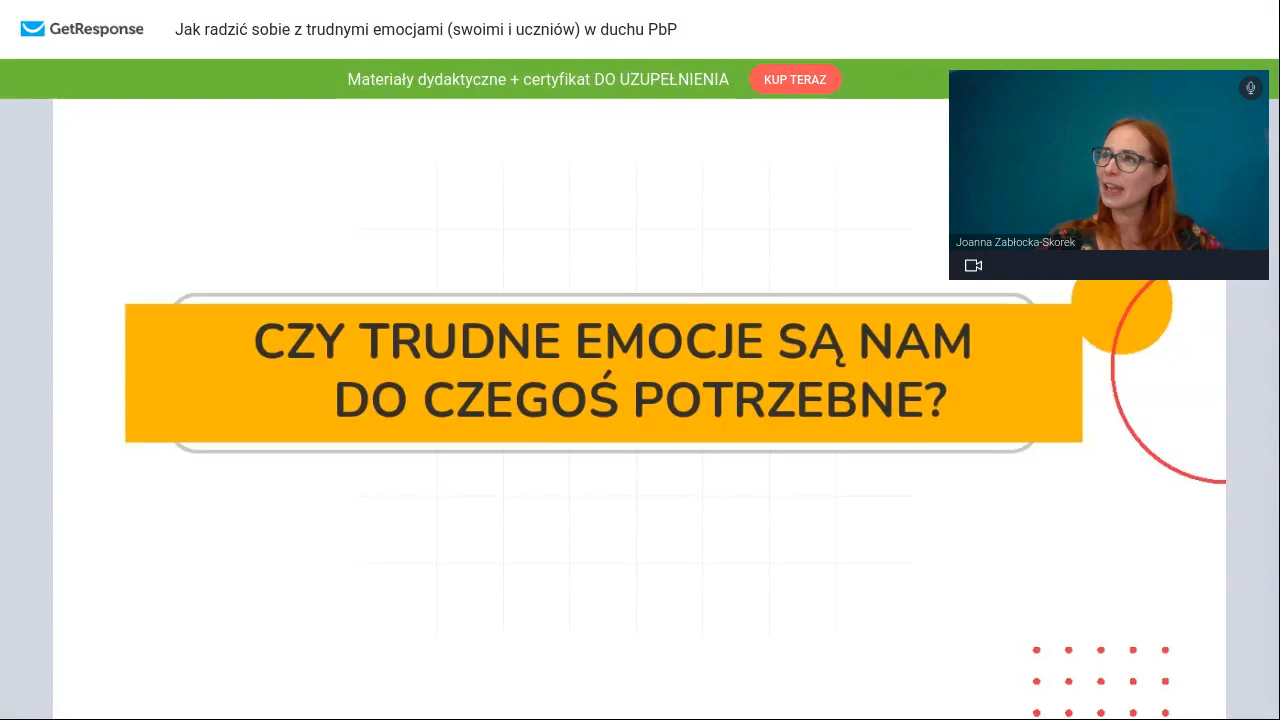 GetResponse
Jak radzić sobie z trudnymi emocjami (swoimi i uczniów) w duchu PbP
Materiały dydaktyczne + certyfikat DO UZUPEŁNIENIA
KUP TERAZ
Joanna Zabłocka-Skorek
CZY TRUDNE EMOCJE SĄ NAM
DO CZEGOŚ POTRZEBNE?